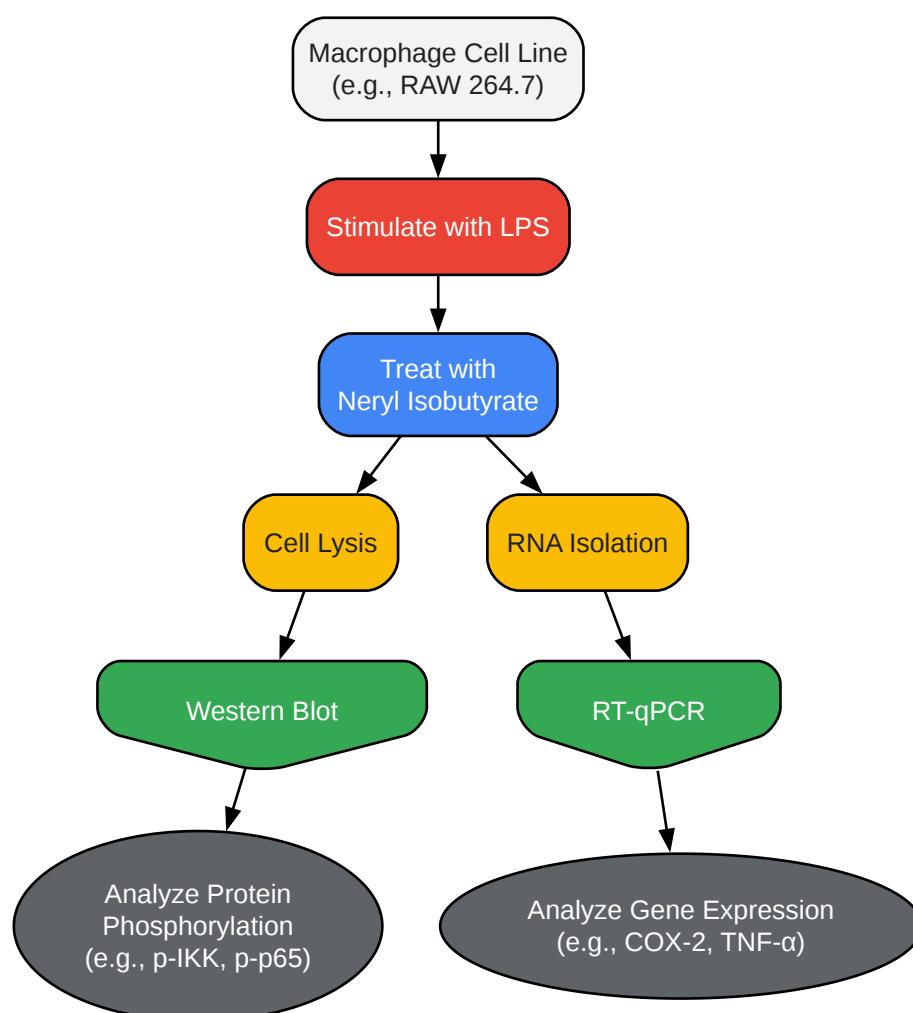 Macrophage Cell Line
(e.g., RAW 264.7)
Stimulate with LPS
Treat with
Neryl Isobutyrate
Cell Lysis
RNA Isolation
Western Blot
RT-qPCR
Analyze Protein
Phosphorylation
(e.g., p-IKK, p-p65)
Analyze Gene Expression
(e.g., COX-2, TNF-α)